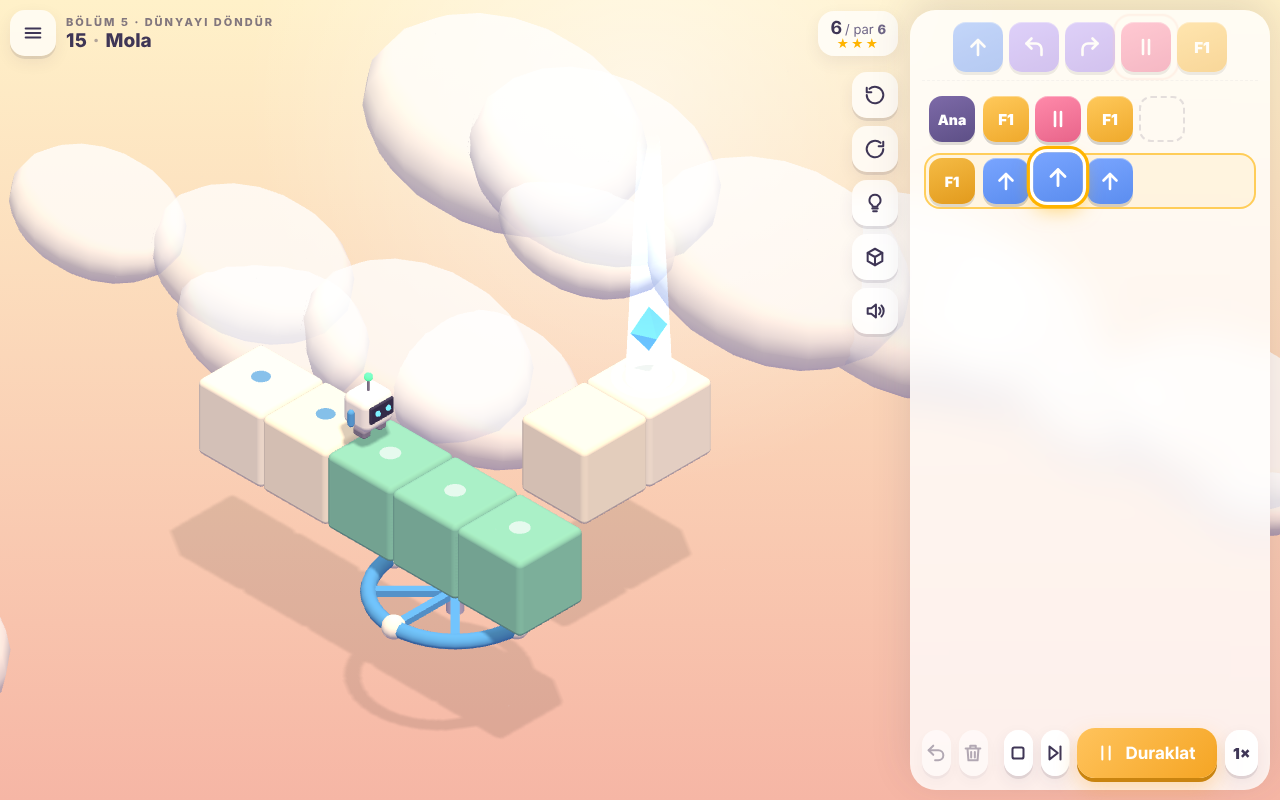 BÖLÜM 5 · DÜNYAYI DÖNDÜR
15 · Mola
6 / par 6
F1
Ana F1 F1
F1
Duraklat
1×